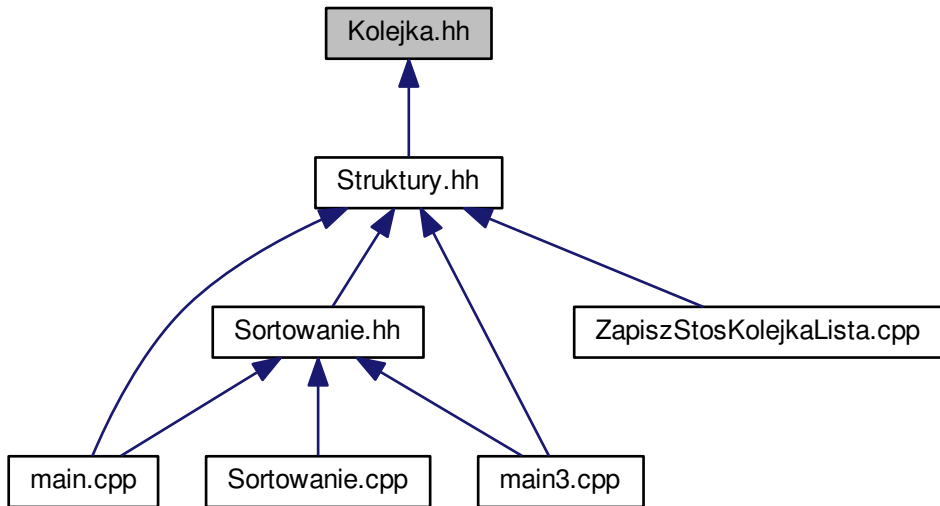 Kolejka.hh
Struktury.hh
Sortowanie.hh
ZapiszStosKolejkaLista.cpp
main.cpp
Sortowanie.cpp
main3.cpp